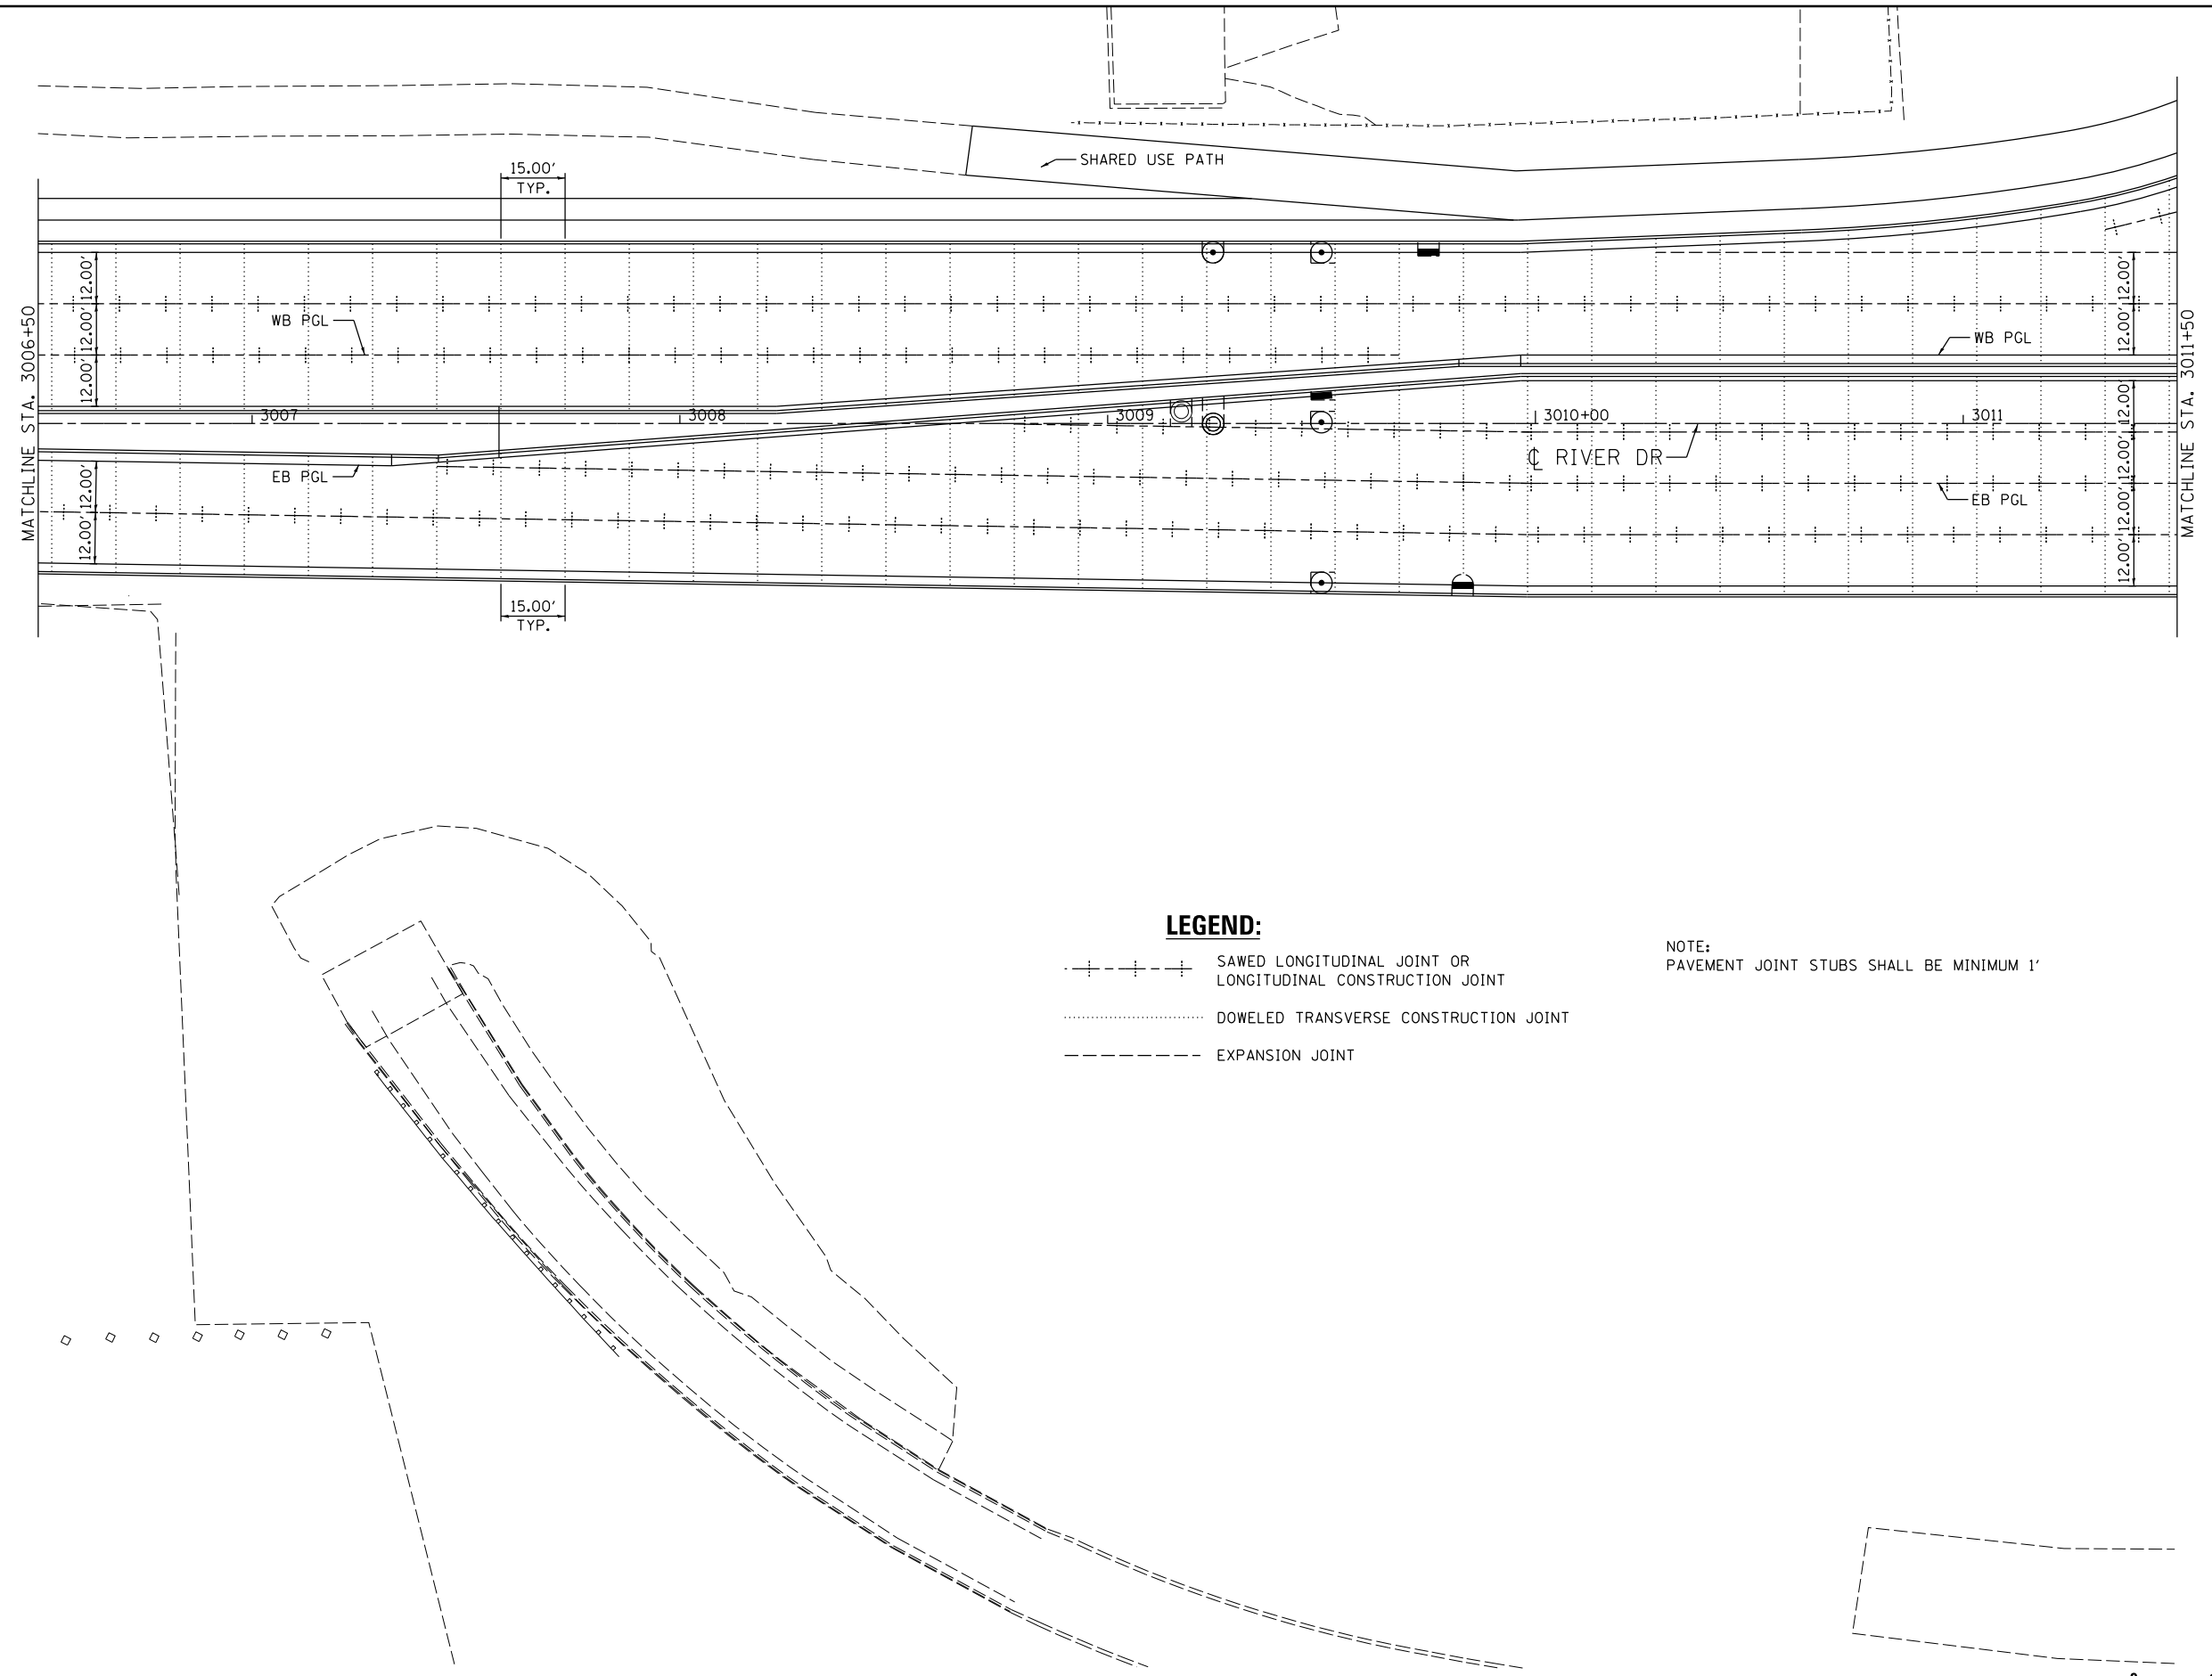 SHARED USE PATH
15.00'
TYP.
MATCHLINE STA. 3006+50
12.00'
12.00'
12.00'
WB PGL
3007
3008
3009
3010+00
3011
WB PGL
12.00'
12.00'
MATCHLINE STA. 3011+50
12.00'
12.00'
12.00'
12.00'
℄ RIVER DR
EB PGL
EB PGL
12.00'
12.00'
15.00'
TYP.
LEGEND:
SAWED LONGITUDINAL JOINT OR
LONGITUDINAL CONSTRUCTION JOINT
DOWELED TRANSVERSE CONSTRUCTION JOINT
EXPANSION JOINT
NOTE:
PAVEMENT JOINT STUBS SHALL BE MINIMUM 1'